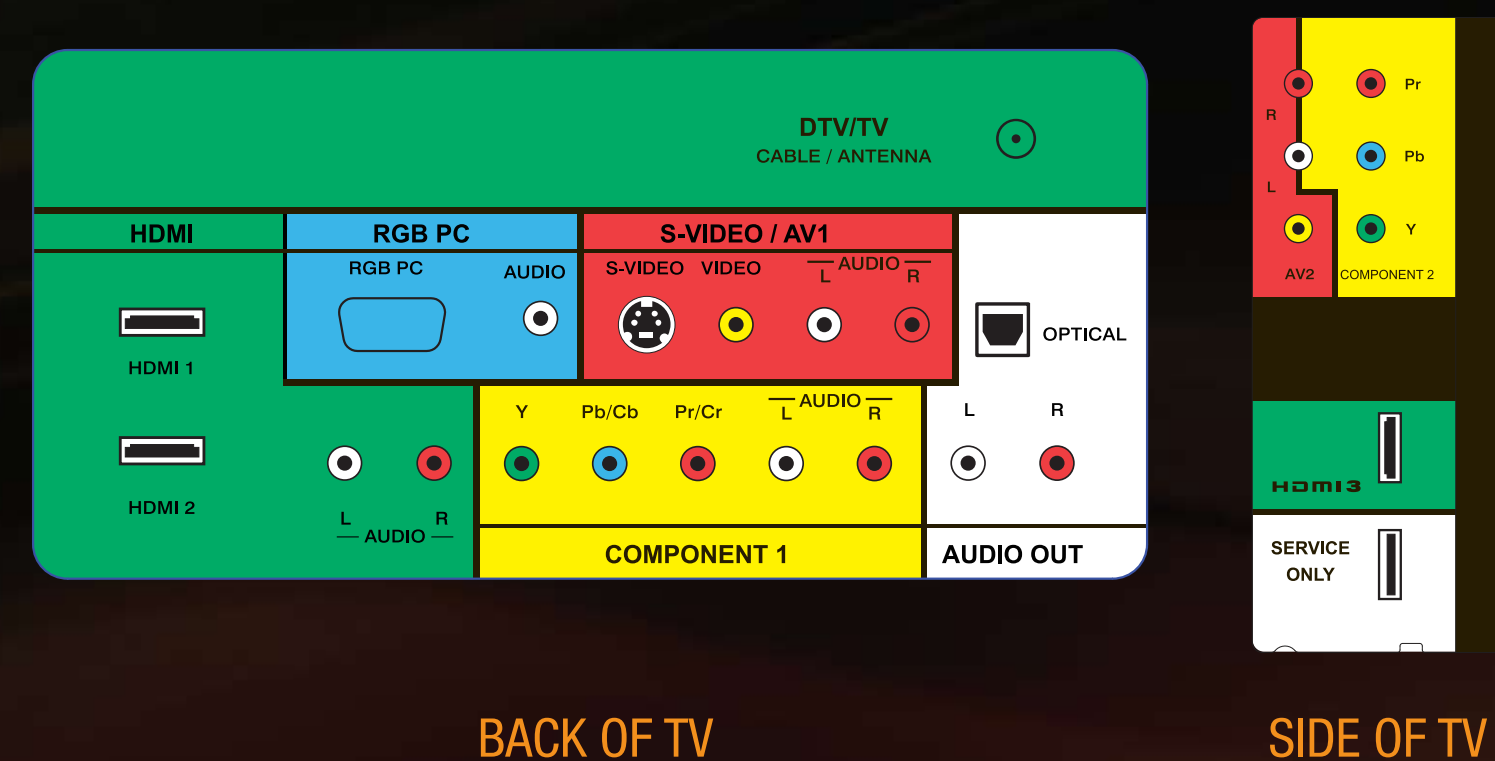 DTV/TV
CABLE / ANTENNA
HDMI
RGB PC
S-VIDEO / AV1
RGB PC
AUDIO
S-VIDEO VIDEO
L AUDIO R
HDMI 1
OPTICAL
Y Pb/Cb Pr/Cr
L AUDIO R
L R
HDMI 2
L AUDIO R
COMPONENT 1
AUDIO OUT
BACK OF TV
Pr
R
Pb
L
Y
AV2
COMPONENT 2
HDMI 3
SERVICE
ONLY
SIDE OF TV